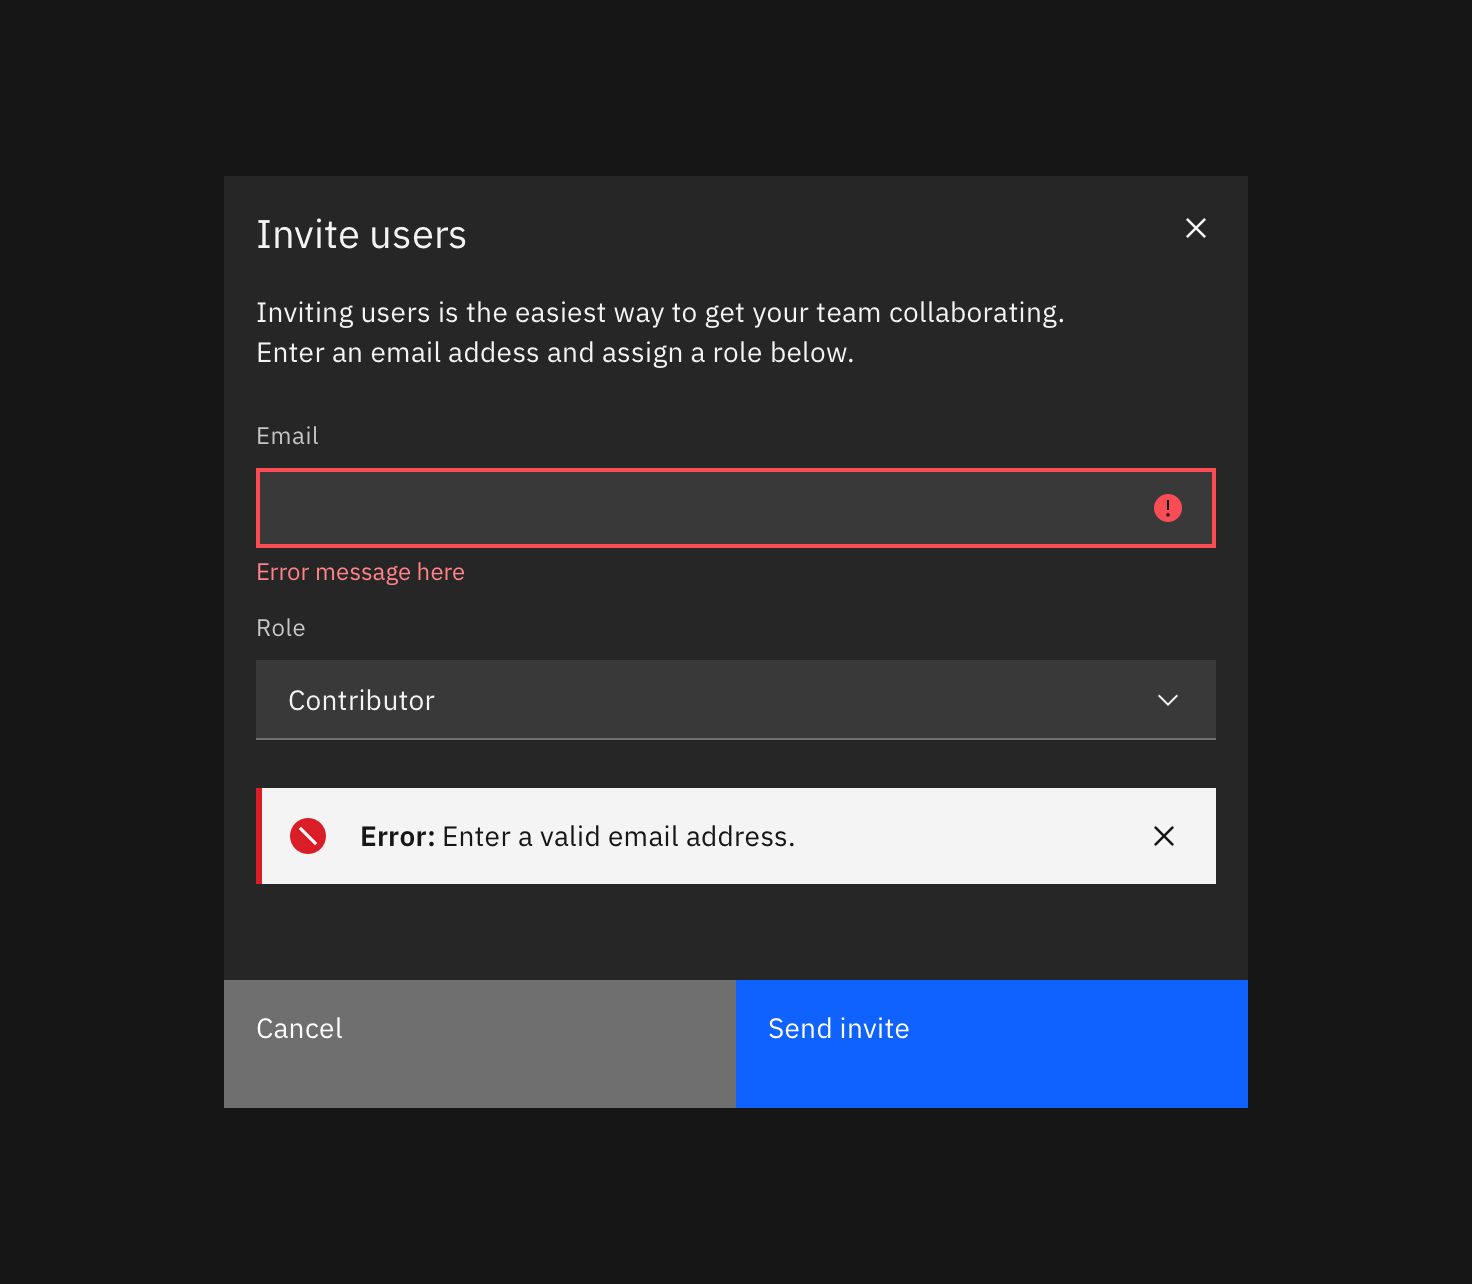 Invite users
Inviting users is the easiest way to get your team collaborating.
Enter an email addess and assign a role below.
Email
Error message here
Role
Contributor
Error: Enter a valid email address.
Cancel
Send invite